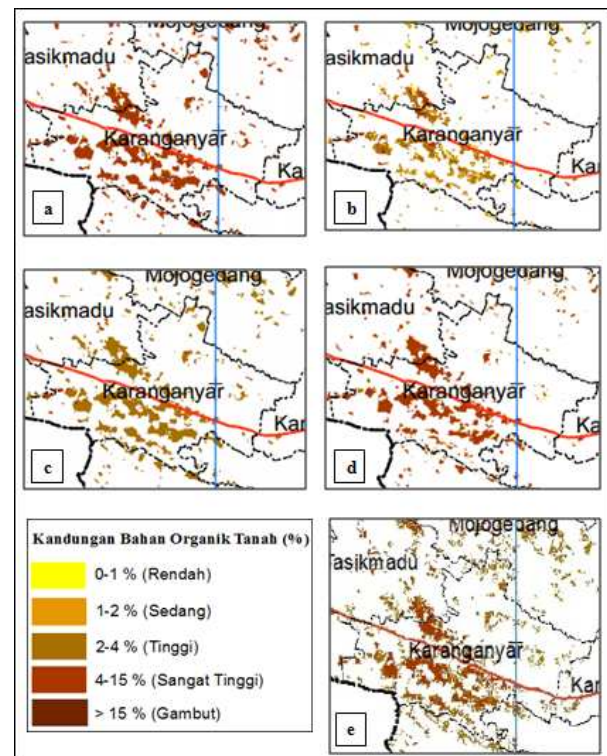 Mojogedang
asikmadu
Karanganyar
Kar
a
Mojogedang
asikmadu
Karanganyar
Ka
b
Mojogedang
asikmadu
Karanganyar
Ka
c
Mojogedang
asikmadu
Karanganyar
Ka
d
Kandungan Bahan Organik Tanah (%)
0-1 % (Rendah)
1-2 % (Sedang)
2-4 % (Tinggi)
4-15 % (Sangat Tinggi)
> 15 % (Gambut)
Mojogedang
asikmadu
Karanganyar
Ka
e